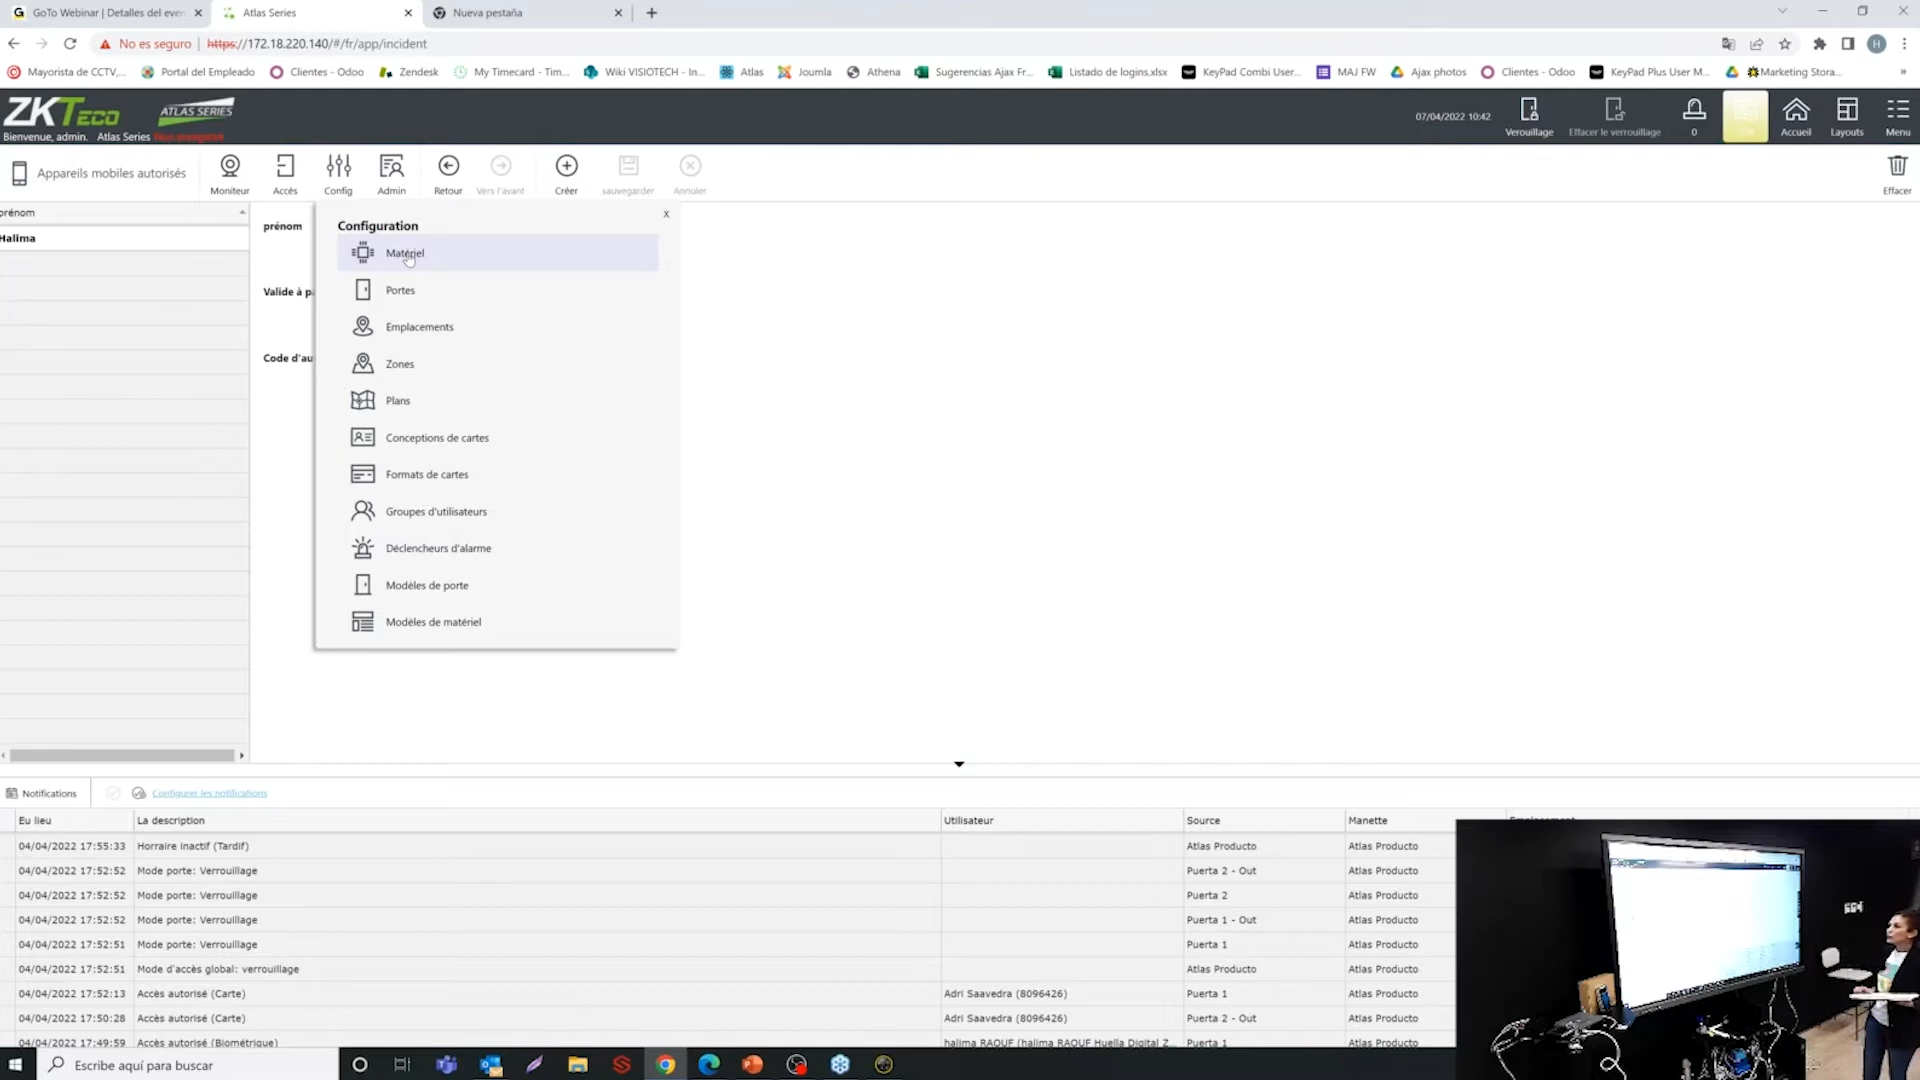 GoTo Webinar | Detalles del even
Atlas Series
Nueva pestaña
No es seguro | https://172.18.220.140/#/fr/app/incident
Mayorista de CCTV,...
Portal del Empleado
Clientes - Odoo
Zendesk
My Timecard - Tim...
Wiki VISIOTECH - In...
Atlas
Joomla
Athena
Sugerencias Ajax Fr...
Listado de logins.xlsx
KeyPad Combi User...
MAJ FW
Ajax photos
Clientes - Odoo
KeyPad Plus User M...
Marketing Stora...
»
ZKTECO
ATLAS SERIES
Bienvenue, admin. Atlas Series Non enregistré
07/04/2022 10:42
Verouillage
Effacer le verrouillage
0
Accueil
Layouts
Menu
Appareils mobiles autorisés
Moniteur
Accès
Config
Admin
Retour
Vers l'avant
Créer
sauvegarder
Annuler
Effacer
prénom
Halima
prénom
Valide à pa
Code d'au
x
Configuration
Matériel
Portes
Emplacements
Zones
Plans
Conceptions de cartes
Formats de cartes
Groupes d'utilisateurs
Déclencheurs d'alarme
Modèles de porte
Modèles de matériel
Notifications
Configurer les notifications
Eu lieu La description Utilisateur Source Manette Emplacement
04/04/2022 17:55:33 Horraire inactif (Tardif) Atlas Producto Atlas Producto
04/04/2022 17:52:52 Mode porte: Verrouillage Puerta 2 - Out Atlas Producto
04/04/2022 17:52:52 Mode porte: Verrouillage Puerta 2 Atlas Producto
04/04/2022 17:52:52 Mode porte: Verrouillage Puerta 1 - Out Atlas Producto
04/04/2022 17:52:51 Mode porte: Verrouillage Puerta 1 Atlas Producto
04/04/2022 17:52:51 Mode d'accès global: verrouillage Atlas Producto Atlas Producto
04/04/2022 17:52:13 Accès autorisé (Carte) Adri Saavedra (8096426) Puerta 1 Atlas Producto
04/04/2022 17:50:28 Accès autorisé (Carte) Adri Saavedra (8096426) Puerta 2 - Out Atlas Producto
04/04/2022 17:49:59 Accès autorisé (Biométrique) halima RAOUF (halima RAOUF Huella Digital Z... Puerta 1 Atlas Producto
Escribe aquí para buscar